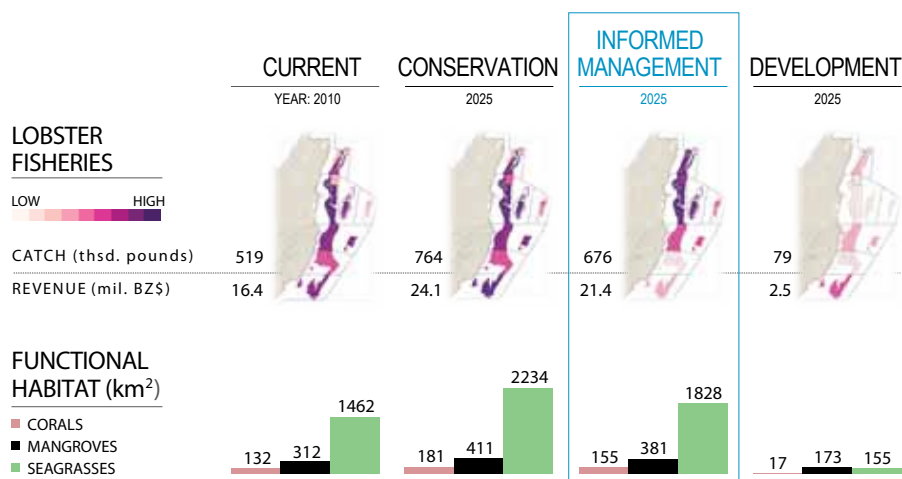 CURRENT
YEAR: 2010
CONSERVATION
2025
INFORMED
MANAGEMENT
2025
DEVELOPMENT
2025
LOBSTER
FISHERIES
LOW HIGH
CATCH (thsd. pounds) 519 764 676 79
REVENUE (mil. BZ$) 16.4 24.1 21.4 2.5
FUNCTIONAL
HABITAT (km²)
CORALS
MANGROVES
SEAGRASSES
132 312 1462
181 411 2234
155 381 1828
17 173 155